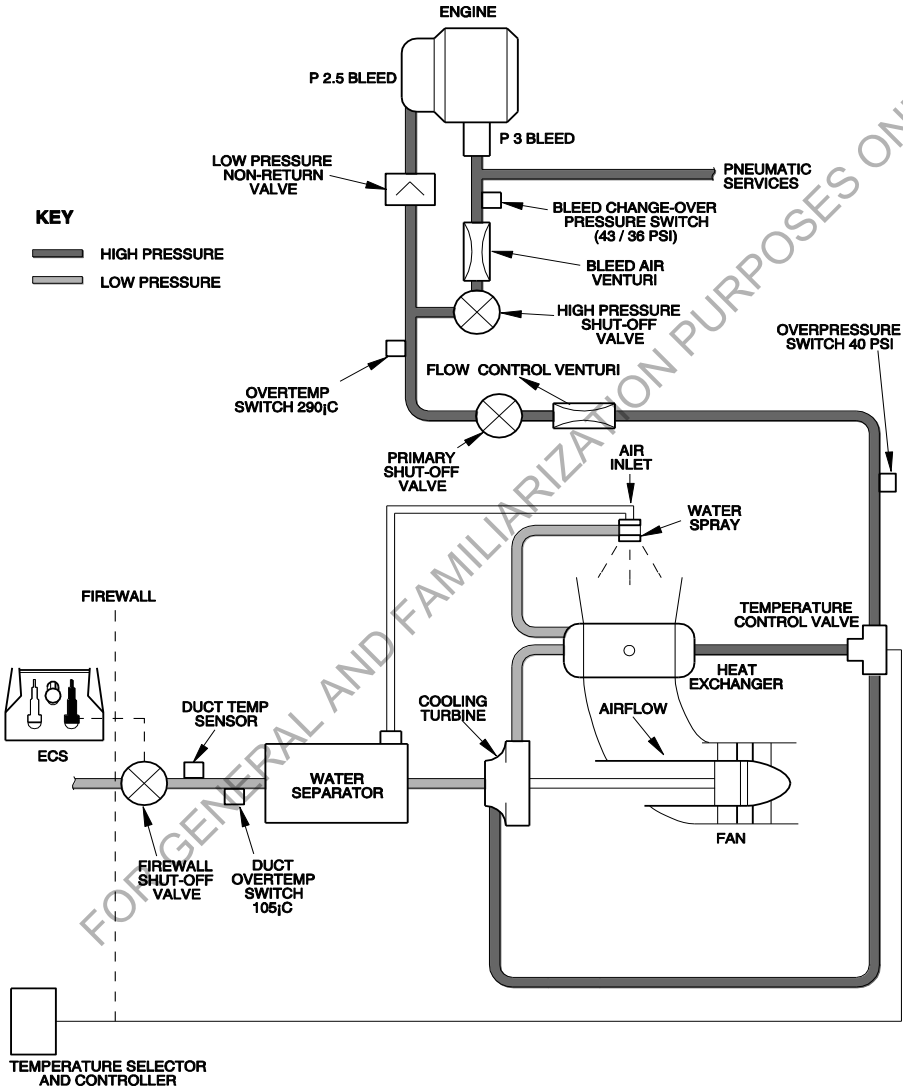 ENGINE
P 2.5 BLEED
P 3 BLEED
LOW PRESSURE
NON-RETURN
VALVE
PNEUMATIC
SERVICES
BLEED CHANGE-OVER
PRESSURE SWITCH
(43 / 36 PSI)
KEY
HIGH PRESSURE
LOW PRESSURE
BLEED AIR
VENTURI
HIGH PRESSURE
SHUT-OFF
VALVE
OVERPRESSURE
SWITCH 40 PSI
OVERTEMP
SWITCH 290¡C
FLOW CONTROL VENTURI
PRIMARY
SHUT-OFF
VALVE
AIR
INLET
WATER
SPRAY
FIREWALL
TEMPERATURE
CONTROL VALVE
HEAT
EXCHANGER
DUCT TEMP
SENSOR
COOLING
TURBINE
AIRFLOW
ECS
WATER
SEPARATOR
FAN
FIREWALL
SHUT-OFF
VALVE
DUCT
OVERTEMP
SWITCH
105¡C
TEMPERATURE SELECTOR
AND CONTROLLER
FOR GENERAL AND FAMILIARIZATION PURPOSES ON